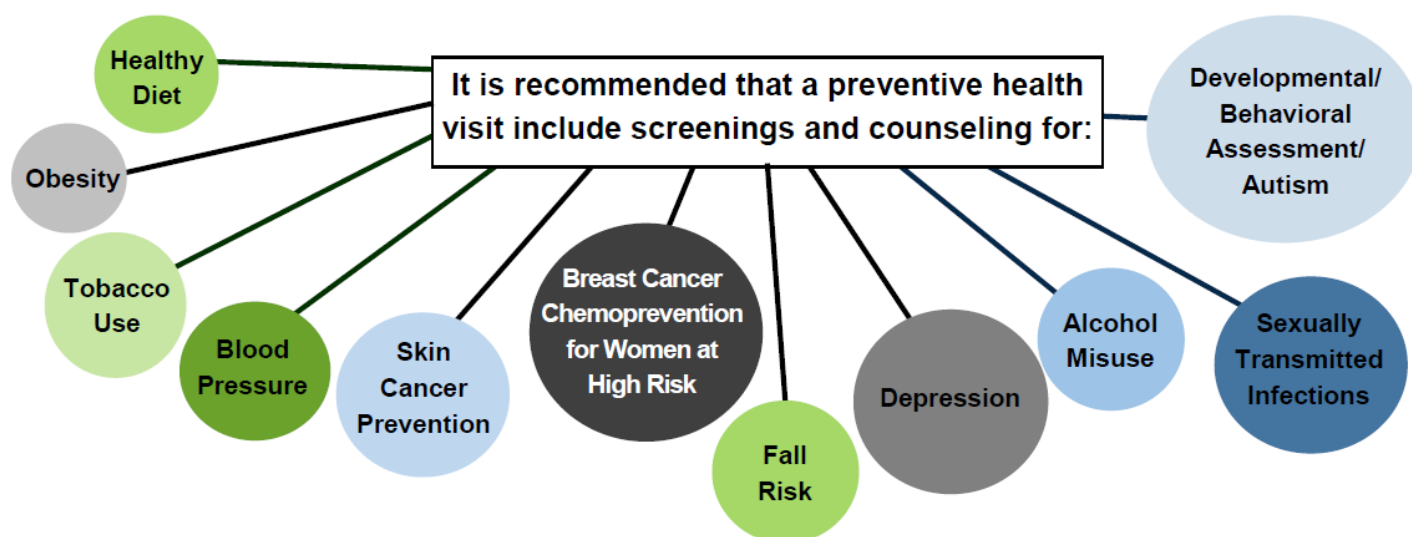 It is recommended that a preventive health
visit include screenings and counseling for:
Healthy
Diet
Obesity
Tobacco
Use
Blood
Pressure
Skin
Cancer
Prevention
Breast Cancer
Chemoprevention
for Women at
High Risk
Fall
Risk
Depression
Alcohol
Misuse
Sexually
Transmitted
Infections
Developmental/
Behavioral
Assessment/
Autism